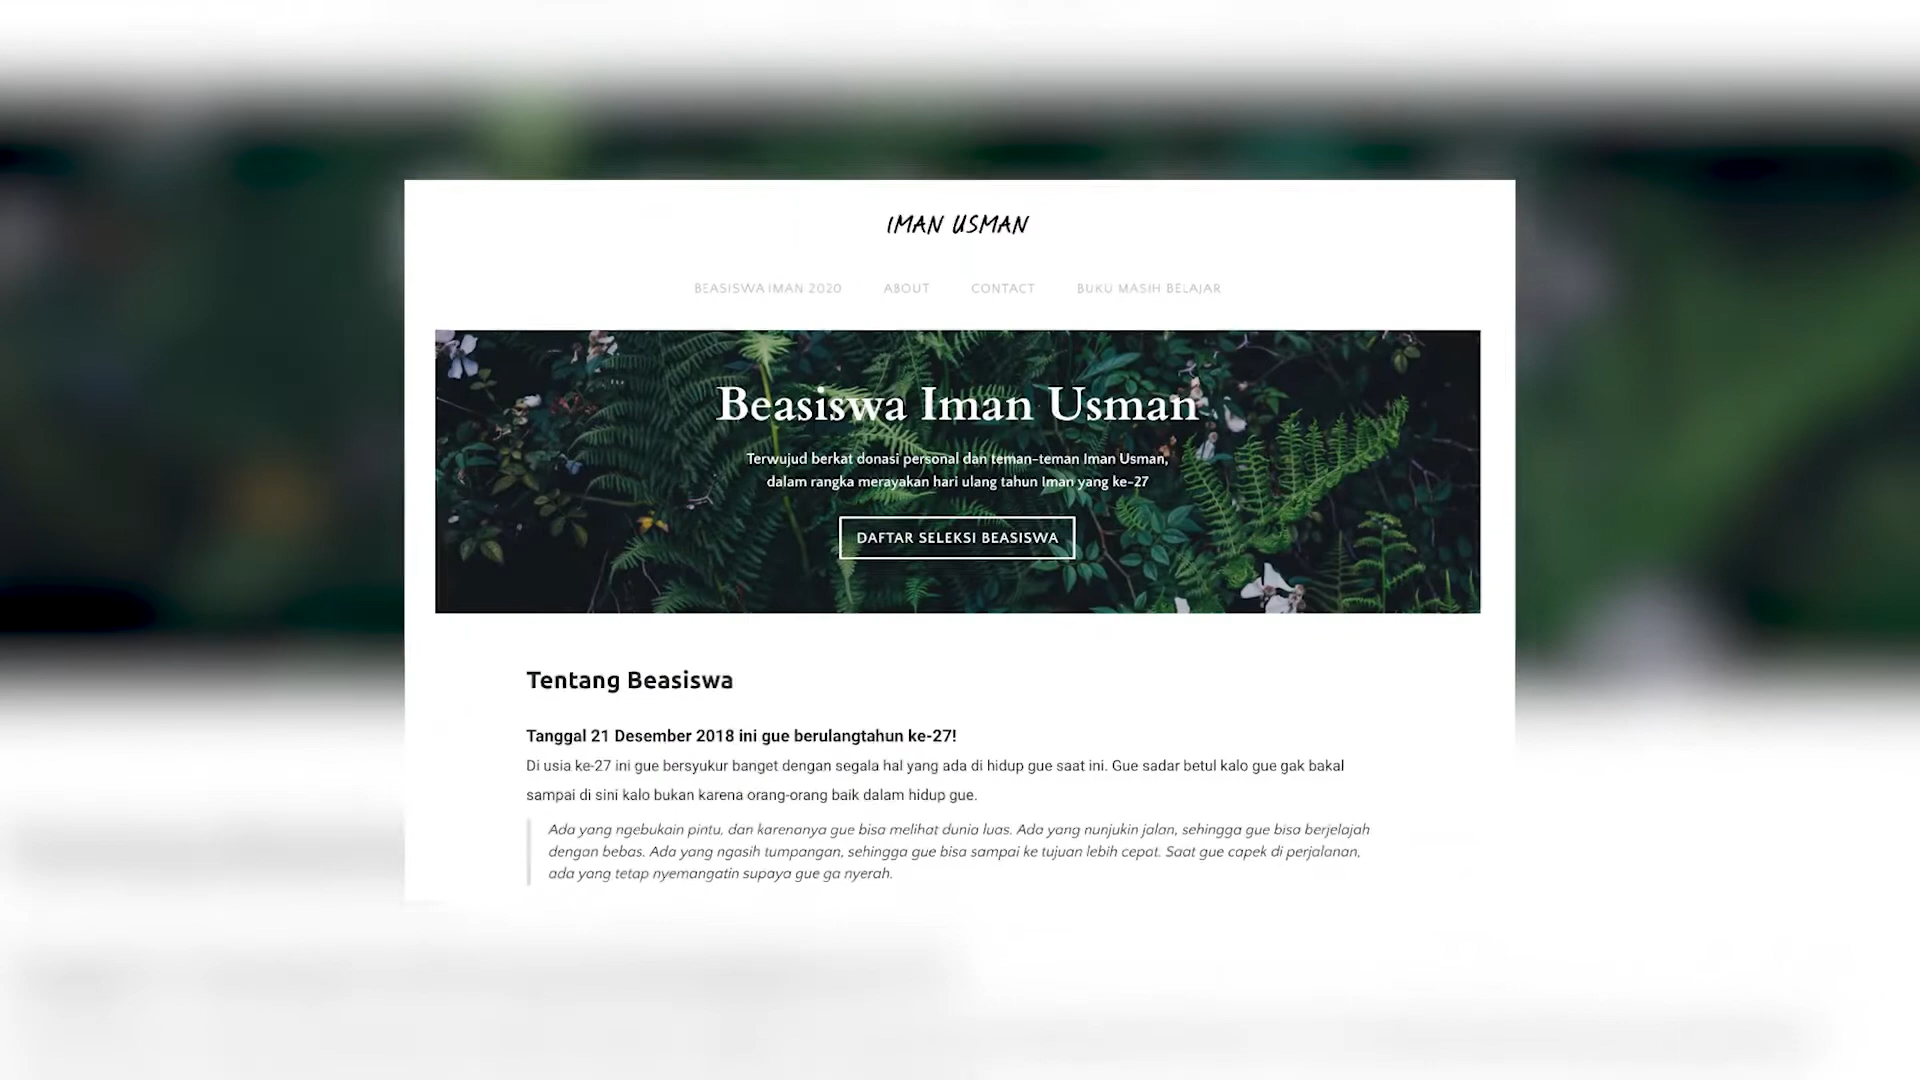 IMAN USMAN
BEASISWA IMAN 2020 ABOUT CONTACT BUKU MASIH BELAJAR
Beasiswa Iman Usman
Terwujud berkat donasi personal dan teman-teman Iman Usman,
dalam rangka merayakan hari ulang tahun Iman yang ke-27
DAFTAR SELEKSI BEASISWA
Tentang Beasiswa
Tanggal 21 Desember 2018 ini gue berulangtahun ke-27!
Di usia ke-27 ini gue bersyukur banget dengan segala hal yang ada di hidup gue saat ini. Gue sadar betul kalo gue gak bakal
sampai di sini kalo bukan karena orang-orang baik dalam hidup gue.
Ada yang ngebukain pintu, dan karenanya gue bisa melihat dunia luas. Ada yang nunjukin jalan, sehingga gue bisa berjelajah
dengan bebas. Ada yang ngasih tumpangan, sehingga gue bisa sampai ke tujuan lebih cepat. Saat gue capek di perjalanan,
ada yang tetap nyemangatin supaya gue ga nyerah.